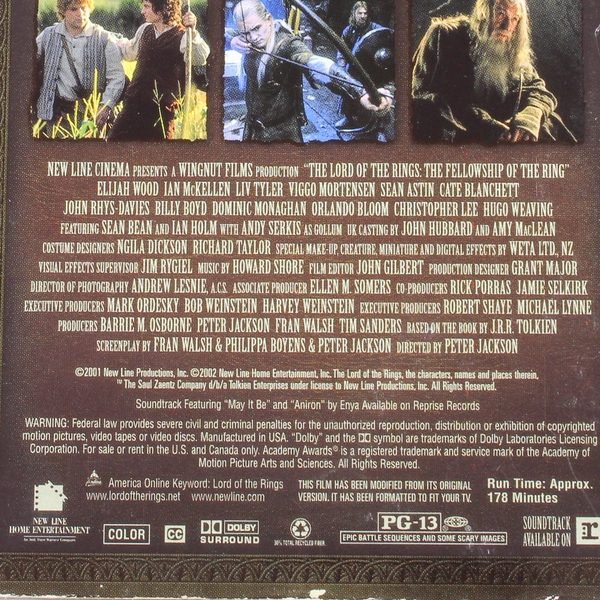 NEW LINE CINEMA PRESENTS A WINGNUT FILMS PRODUCTION "THE LORD OF THE RINGS: THE FELLOWSHIP OF THE RING"
ELIJAH WOOD IAN McKELLEN LIV TYLER VIGGO MORTENSEN SEAN ASTIN CATE BLANCHETT
JOHN RHYS-DAVIES BILLY BOYD DOMINIC MONAGHAN ORLANDO BLOOM CHRISTOPHER LEE HUGO WEAVING
FEATURING SEAN BEAN AND IAN HOLM WITH ANDY SERKIS AS GOLLUM UK CASTING BY JOHN HUBBARD AND AMY MacLEAN
COSTUME DESIGNERS NGILA DICKSON RICHARD TAYLOR SPECIAL MAKE-UP, CREATURE, MINIATURE AND DIGITAL EFFECTS BY WETA LTD, NZ
VISUAL EFFECTS SUPERVISOR JIM RYGIEL MUSIC BY HOWARD SHORE FILM EDITOR JOHN GILBERT PRODUCTION DESIGNER GRANT MAJOR
DIRECTOR OF PHOTOGRAPHY ANDREW LESNIE, A.C.S. ASSOCIATE PRODUCER ELLEN M. SOMERS CO-PRODUCERS RICK PORRAS JAMIE SELKIRK
EXECUTIVE PRODUCERS MARK ORDESKY BOB WEINSTEIN HARVEY WEINSTEIN EXECUTIVE PRODUCERS ROBERT SHAYE MICHAEL LYNNE
PRODUCERS BARRIE M. OSBORNE PETER JACKSON FRAN WALSH TIM SANDERS BASED ON THE BOOK BY J.R.R. TOLKIEN
SCREENPLAY BY FRAN WALSH & PHILIPPA BOYENS & PETER JACKSON DIRECTED BY PETER JACKSON
©2001 New Line Productions, Inc. ©2002 New Line Home Entertainment, Inc. The Lord of the Rings, the characters, names and places therein,
™ The Saul Zaentz Company d/b/a Tolkien Enterprises under license to New Line Productions, Inc. All Rights Reserved.
Soundtrack Featuring "May It Be" and "Aniron" by Enya Available on Reprise Records
WARNING: Federal law provides severe civil and criminal penalties for the unauthorized reproduction, distribution or exhibition of copyrighted
motion pictures, video tapes or video discs. Manufactured in USA. "Dolby" and the DD symbol are trademarks of Dolby Laboratories Licensing
Corporation. For sale or rent in the U.S. and Canada only. Academy Awards® is a registered trademark and service mark of the Academy of
Motion Picture Arts and Sciences. All Rights Reserved.
America Online Keyword: Lord of the Rings
www.lordoftherings.net www.newline.com
THIS FILM HAS BEEN MODIFIED FROM ITS ORIGINAL
VERSION. IT HAS BEEN FORMATTED TO FIT YOUR TV.
Run Time: Approx.
178 Minutes
NEW LINE
HOME ENTERTAINMENT
COLOR
CC
DOLBY
SURROUND
PG-13
EPIC BATTLE SEQUENCES AND SOME SCARY IMAGES
SOUNDTRACK
AVAILABLE ON
r